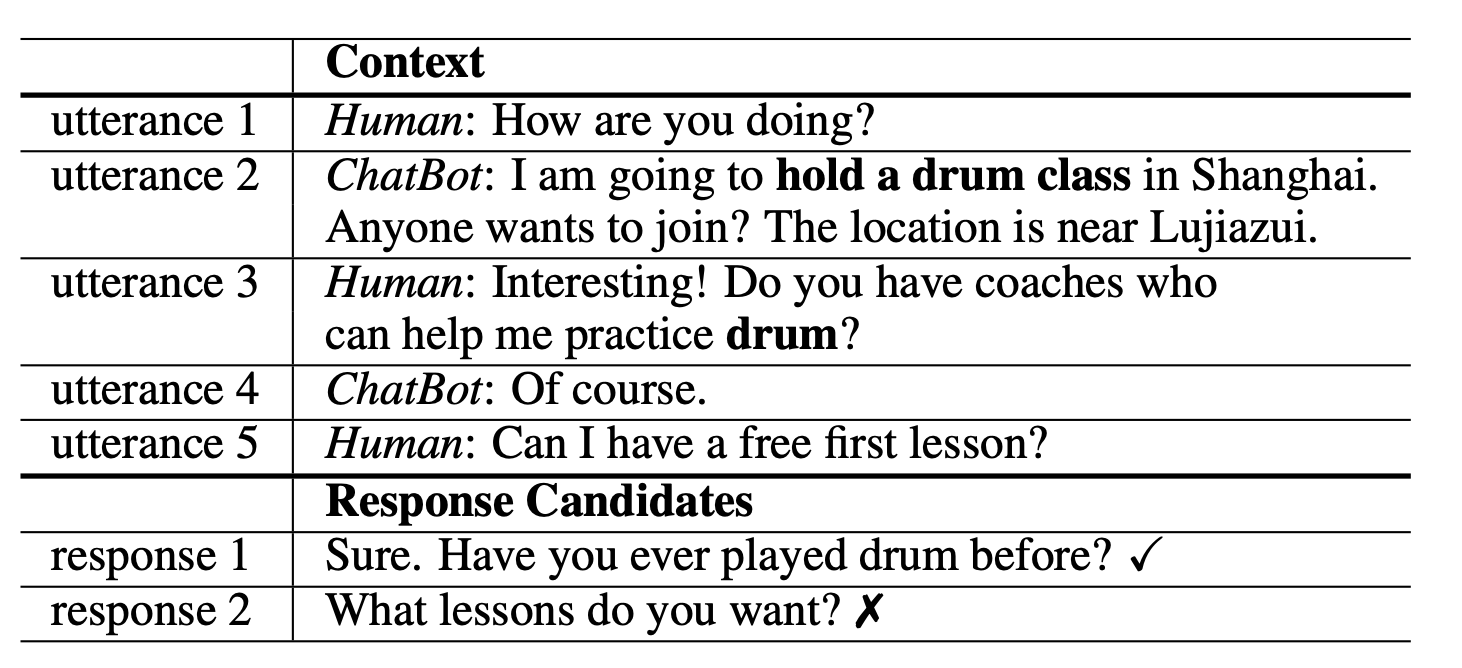 Context
utterance 1 Human: How are you doing?
utterance 2 ChatBot: I am going to hold a drum class in Shanghai.
Anyone wants to join? The location is near Lujiazui.
utterance 3 Human: Interesting! Do you have coaches who
can help me practice drum?
utterance 4 ChatBot: Of course.
utterance 5 Human: Can I have a free first lesson?
Response Candidates
response 1 Sure. Have you ever played drum before? ✓
response 2 What lessons do you want? ✗